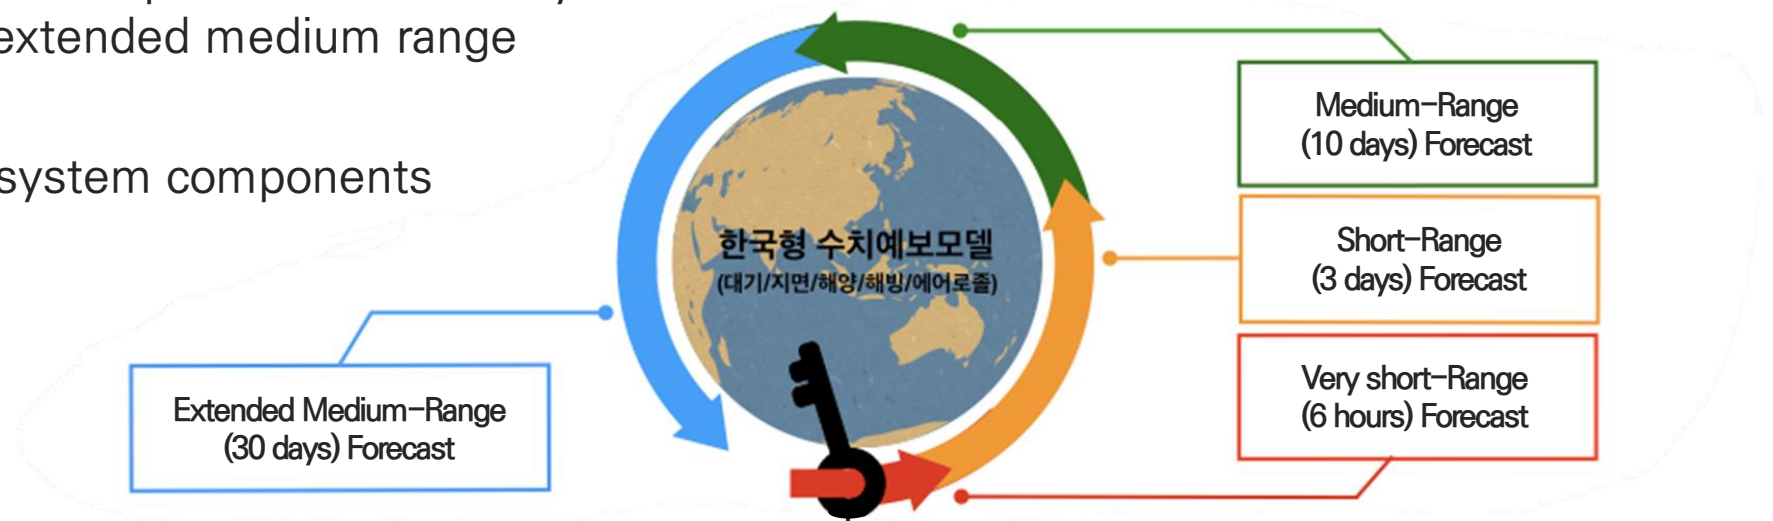 extended medium range
system components
한국형 수치예보모델
(대기/지면/해양/해빙/에어로졸)
Medium-Range
(10 days) Forecast
Short-Range
(3 days) Forecast
Very short-Range
(6 hours) Forecast
Extended Medium-Range
(30 days) Forecast